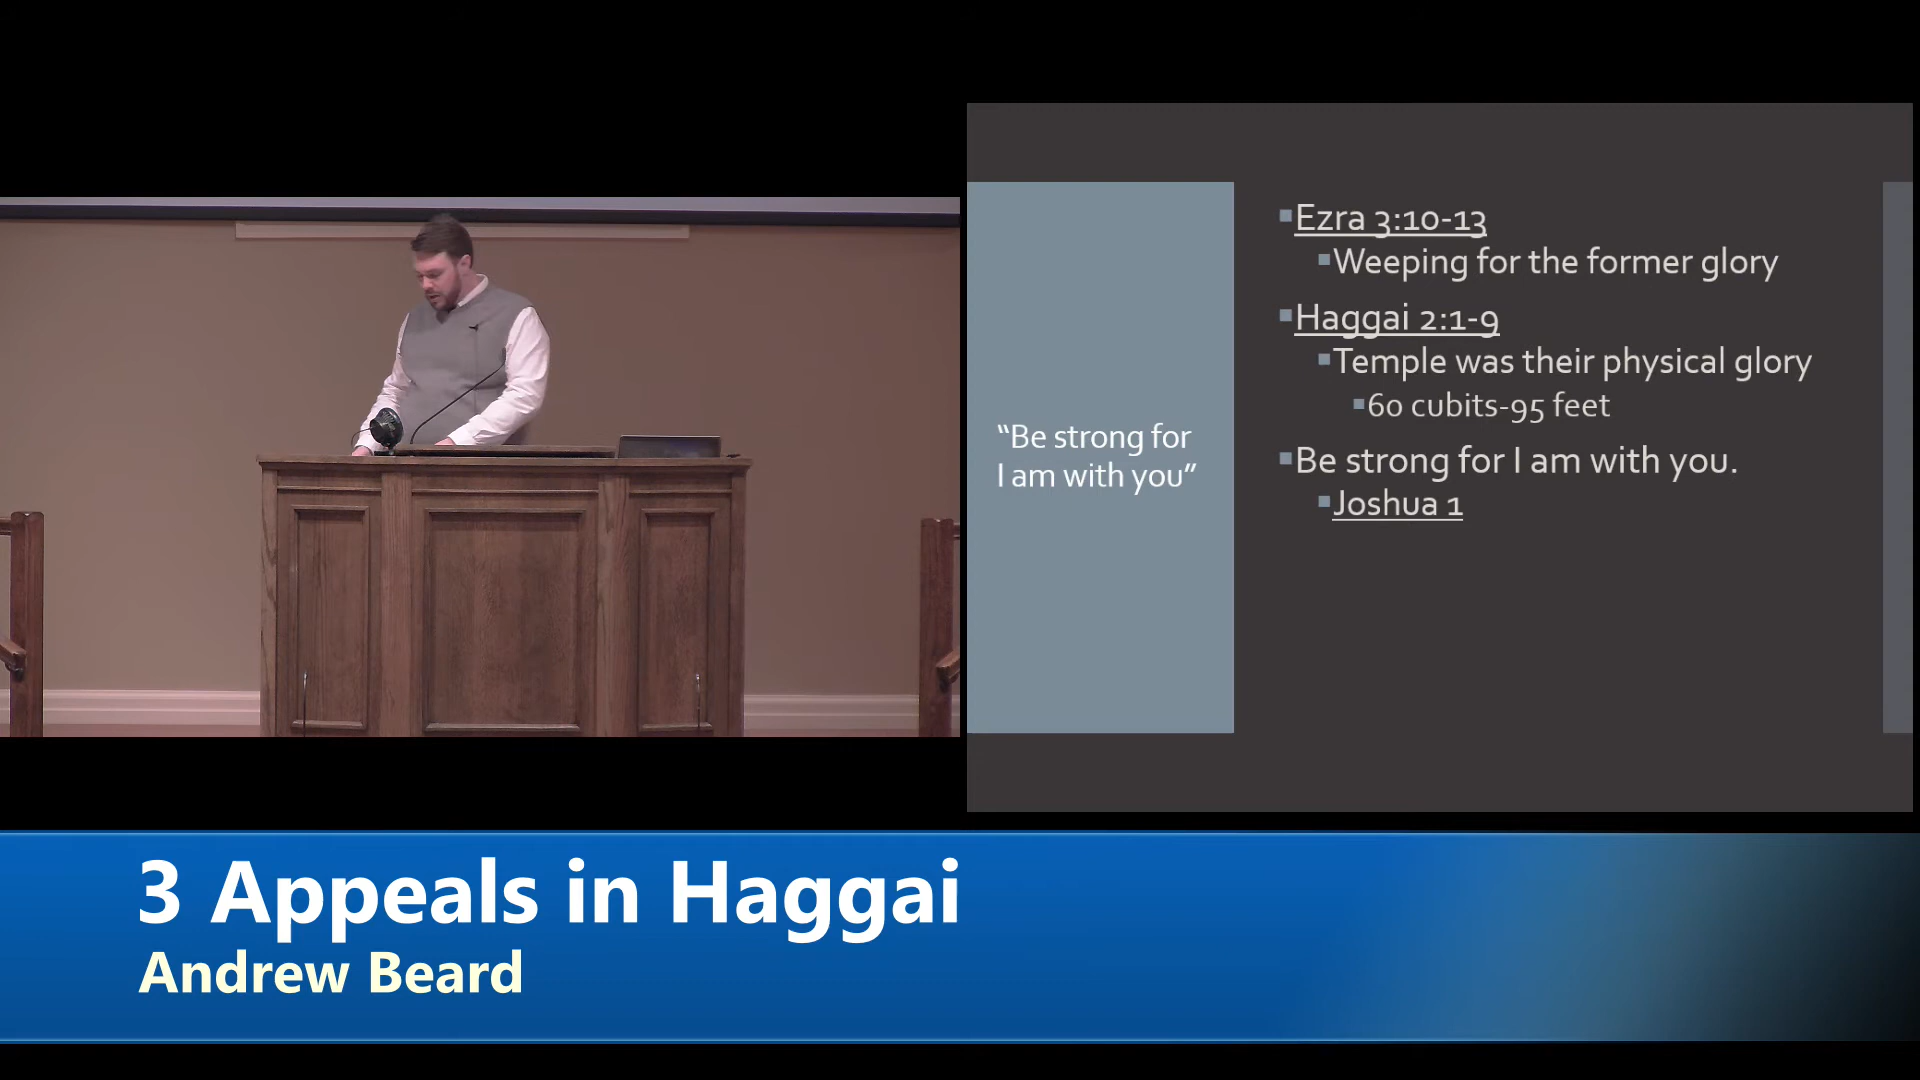 "Be strong for
I am with you"
Ezra 3:10-13
Weeping for the former glory
Haggai 2:1-9
Temple was their physical glory
60 cubits-95 feet
Be strong for I am with you.
Joshua 1
3 Appeals in Haggai
Andrew Beard